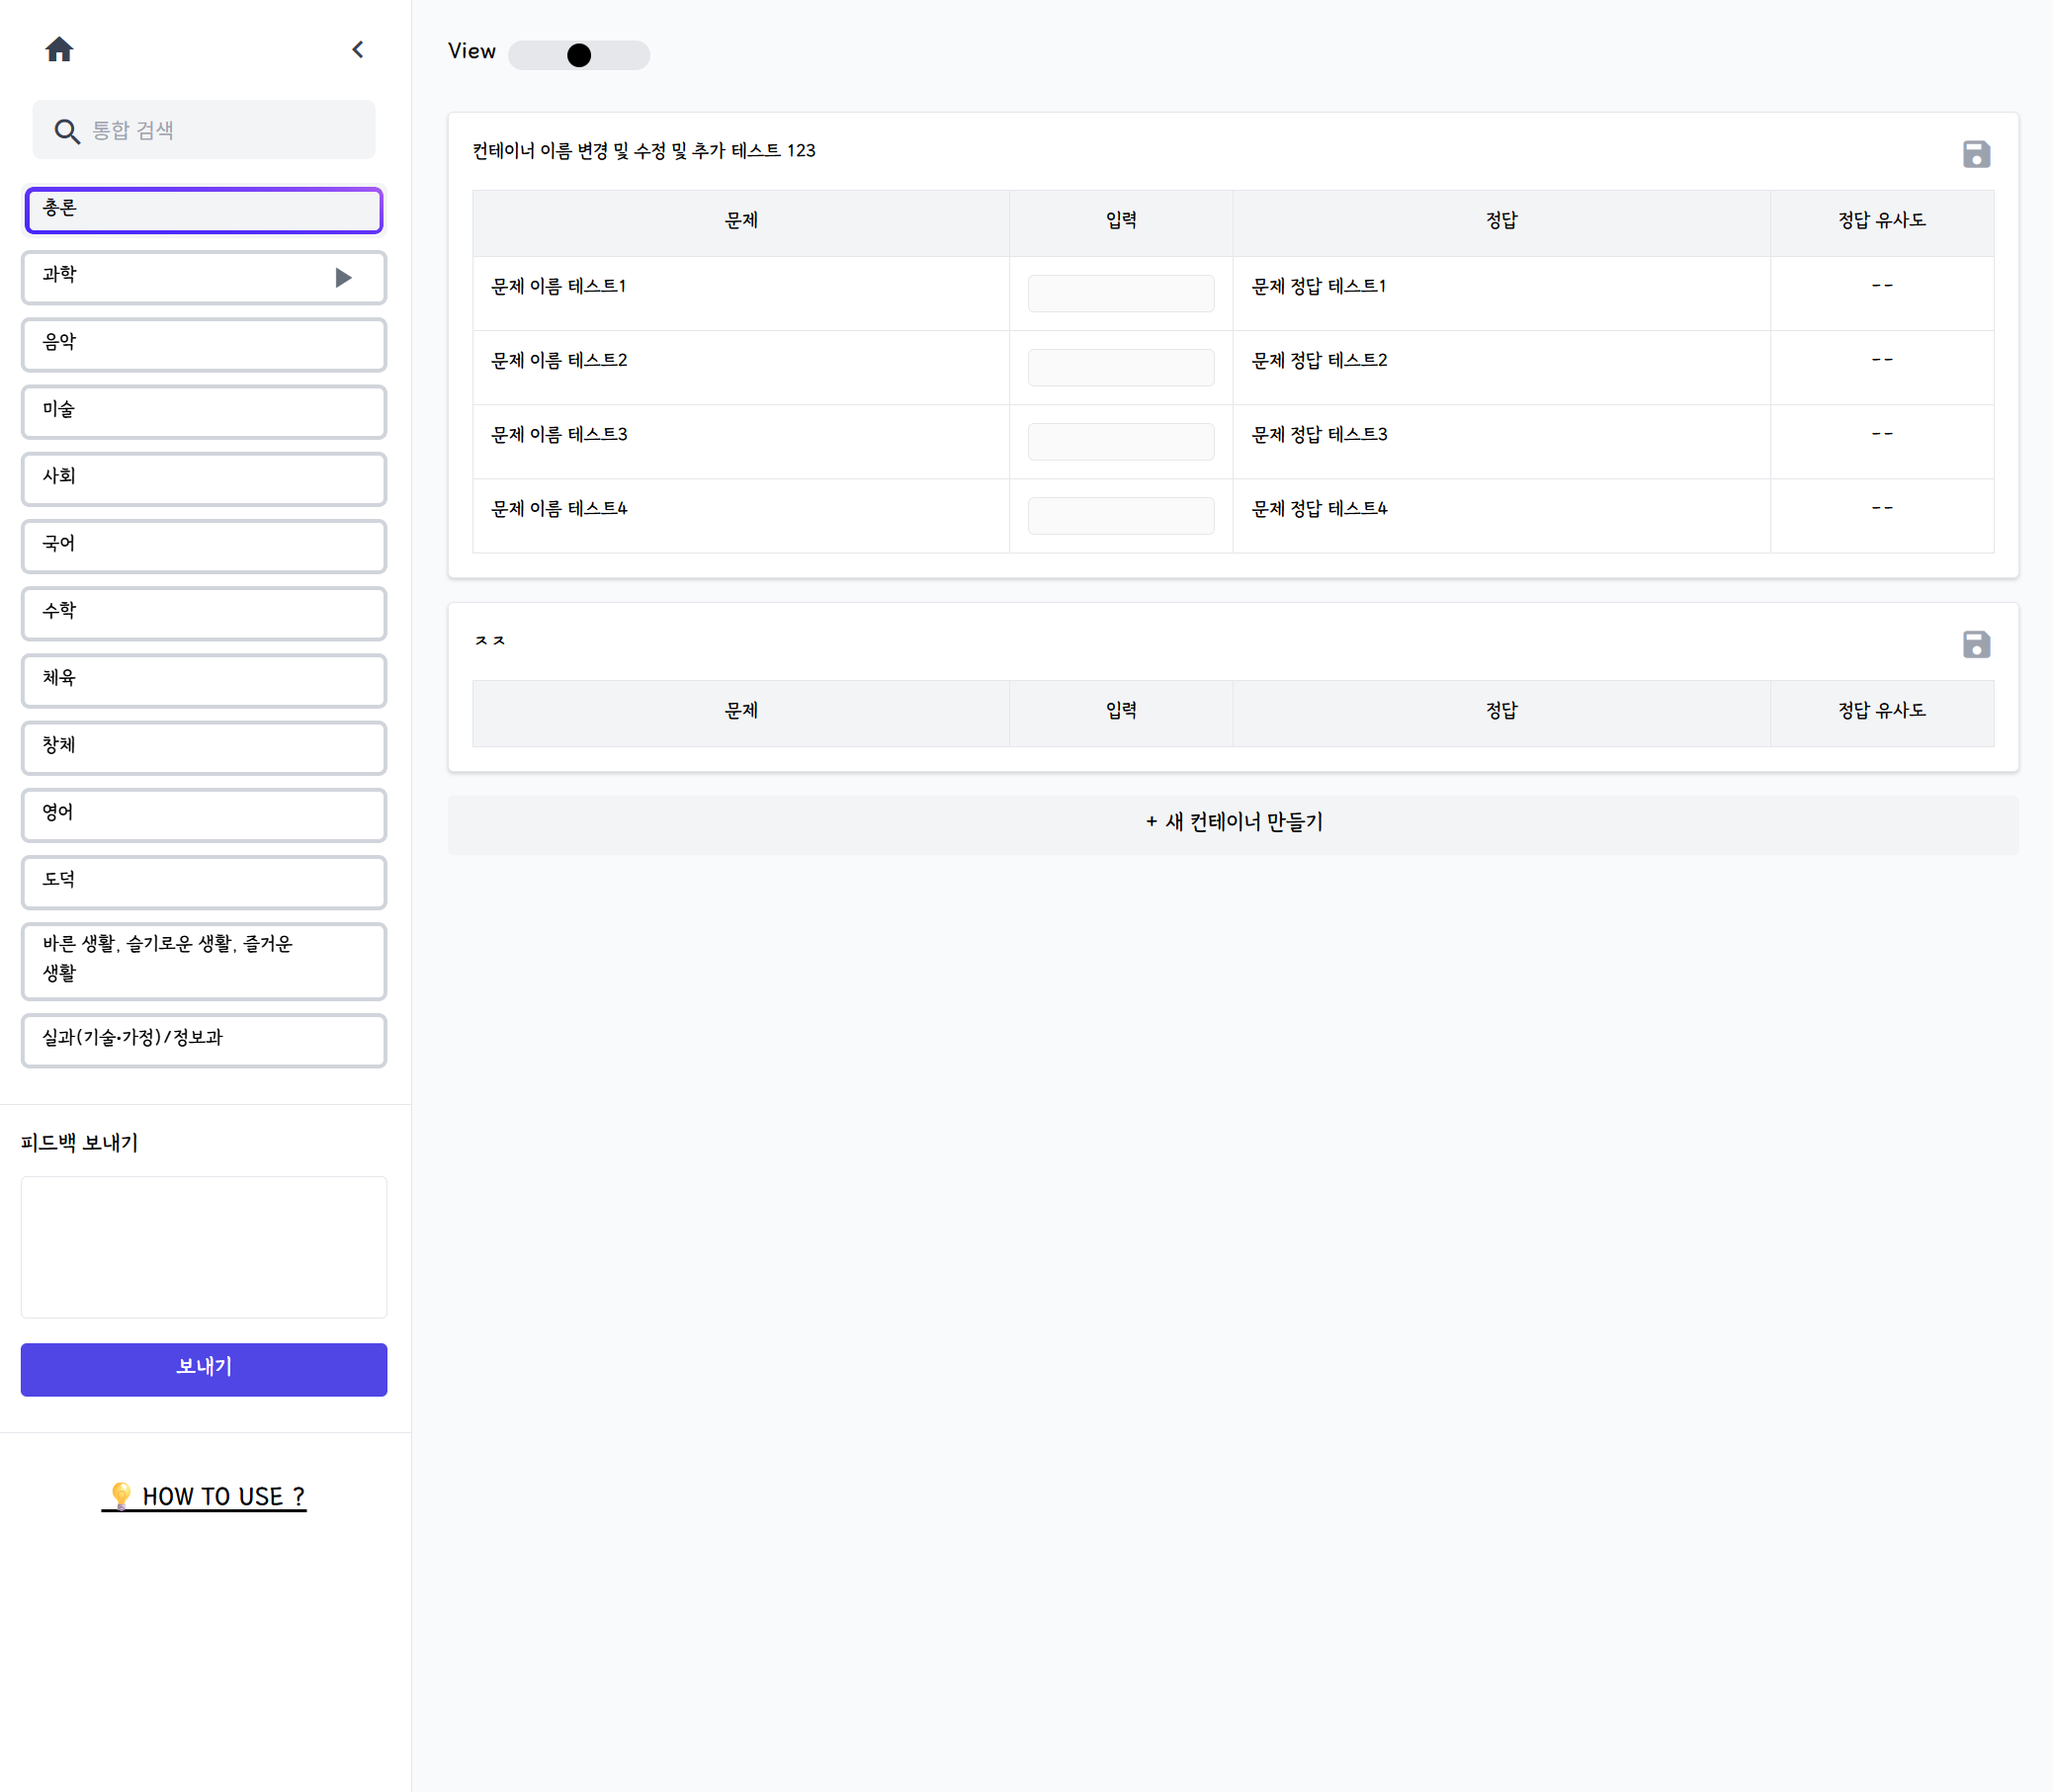 통합 검색
총론
과학
음악
미술
사회
국어
수학
체육
창체
영어
도덕
바른 생활, 슬기로운 생활, 즐거운
생활
실과(기술•가정)/정보과
피드백 보내기
보내기
💡 HOW TO USE ?
View
컨테이너 이름 변경 및 수정 및 추가 테스트 123
문제 입력 정답 정답 유사도
문제 이름 테스트1 문제 정답 테스트1 --
문제 이름 테스트2 문제 정답 테스트2 --
문제 이름 테스트3 문제 정답 테스트3 --
문제 이름 테스트4 문제 정답 테스트4 --
ㅈㅈ
문제 입력 정답 정답 유사도
+ 새 컨테이너 만들기